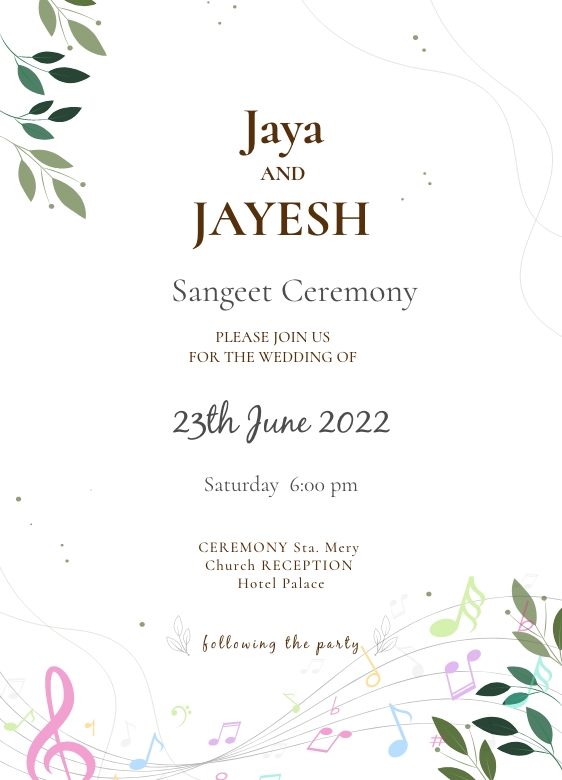 Jaya
AND
JAYESH
Sangeet Ceremony
PLEASE JOIN US
FOR THE WEDDING OF
23th June 2022
Saturday 6:00 pm
CEREMONY Sta. Mery
Church RECEPTION
Hotel Palace
following the party